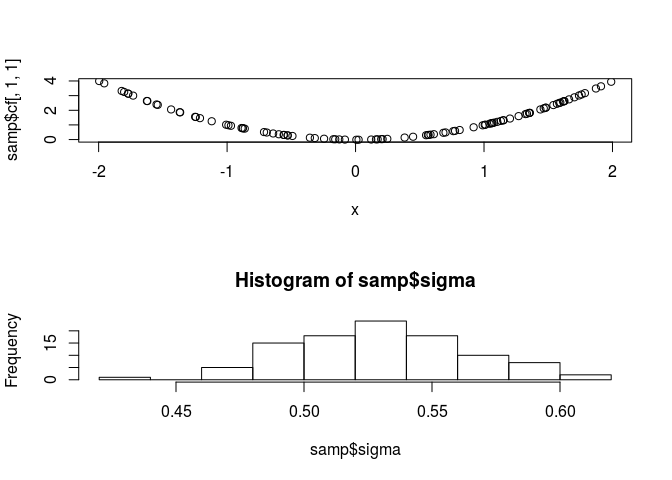 samp$cf[, 1, 1]
4
2
0
-2 -1 0 1 2
x
Histogram of samp$sigma
Frequency
15
0
0.45 0.50 0.55 0.60
samp$sigma